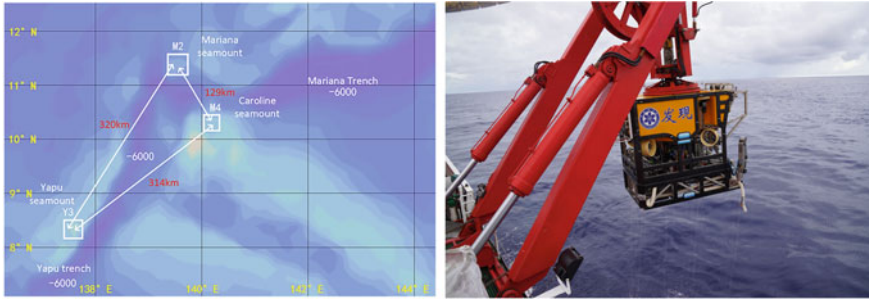 12° N
M2
Mariana
seamount
11° N
129km
Mariana Trench
-6000
Caroline
seamount
M4
320km
10° N
-6000
314km
9° N
Yapu
seamount
Y3
8° N
Yapu trench
-6000
138° E
140° E
142° E
144° E
发现